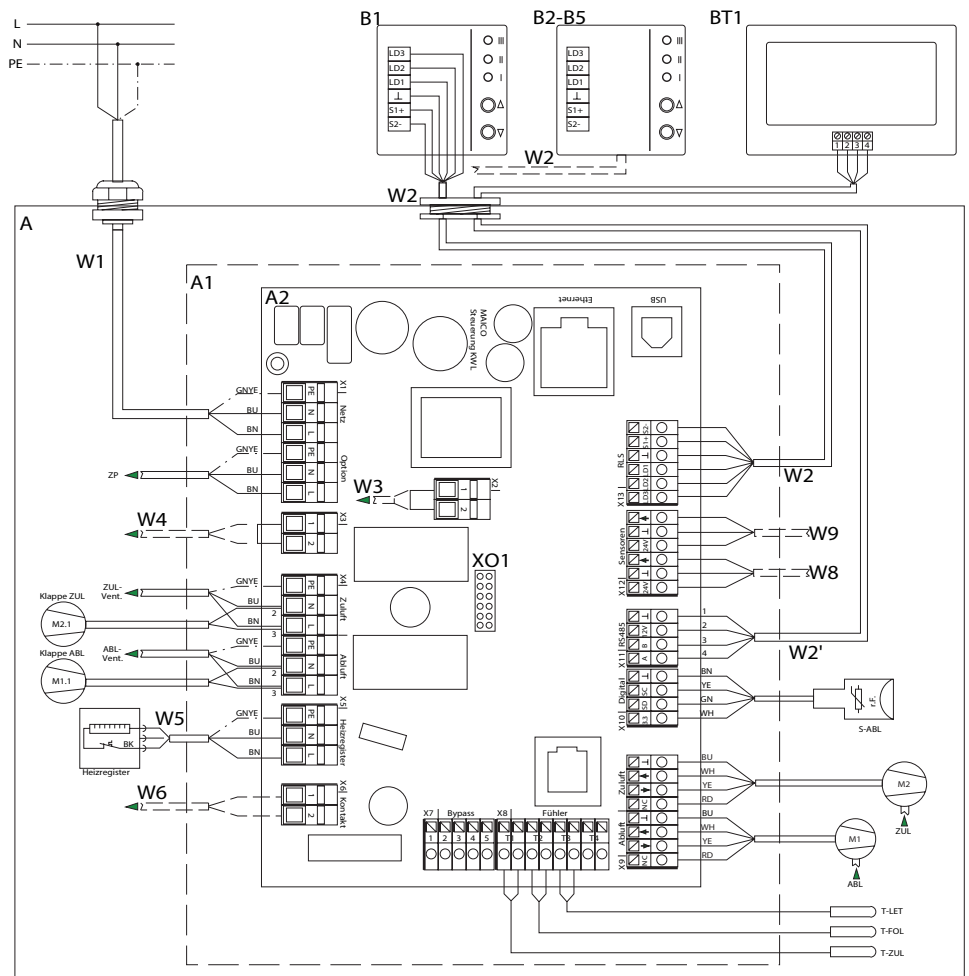 L
N
PE
B1
LD3
LD2
LD1
⊥
S1+
S2-
III
II
I
B2-B5
LD3
LD2
LD1
⊥
S1+
S2-
III
II
I
BT1
1 2 3 4
W2
W2
A
W1
A1
A2
MAICO
Steuerung KWL
Ethernet
USB
GNYE
BU
BN
PE
N
L
X1
Netz
GNYE
BU
BN
PE
N
L
Option
ZP
W3
1
2
X2
W4
1
2
X3
XO1
ZUL-
Vent.
Klappe ZUL
M2.1
GNYE
BU
2
BN
3
PE
N
L
X4
Zuluft
ABL-
Vent.
Klappe ABL
M1.1
GNYE
BU
2
BN
3
PE
N
L
Abluft
W5
BK
Heizregister
GNYE
BU
BN
PE
N
L
X5
Heizregister
W6
1
2
X6
Kontakt
S2-
S1+
⊥
LD1
LD2
LD3
RLS
X13
W2
⊥
24V
⊥
24V
Sensoren
X12
W9
W8
⊥
12V
B
A
RS485
X11
1
2
3
4
W2'
⊥
SC
SD
3.3
Digital
X10
BN
YE
GN
WH
r.F.
S-ABL
⊥
NC
Zuluft
BU
WH
YE
RD
M2
ZUL
⊥
NC
Abluft
X9
BU
WH
YE
RD
M1
ABL
X7 Bypass
1 2 3 4 5
X8 Fühler
T1 T2 T3 T4
T-LET
T-FOL
T-ZUL